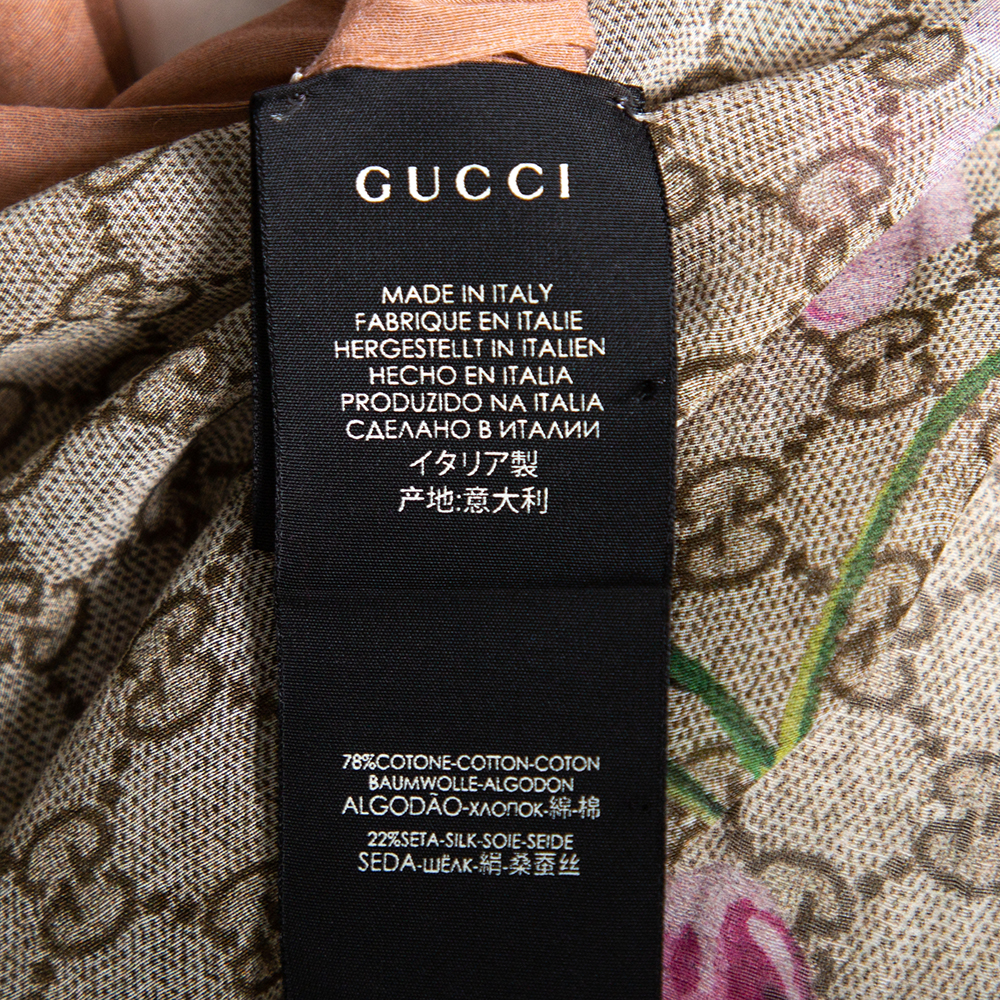 GUCCI
MADE IN ITALY
FABRIQUE EN ITALIE
HERGESTELLT IN ITALIEN
HECHO EN ITALIA
PRODUZIDO NA ITALIA
СДЕЛАНО В ИТАЛИИ
イタリア製
产地:意大利
78%COTONE-COTTON-COTON
BAUMWOLLE-ALGODON
ALGODÃO-ХЛОПОК-綿-棉
22%SETA-SILK-SOIE-SEIDE
SEDA-ШЁЛК-絹-桑蚕丝